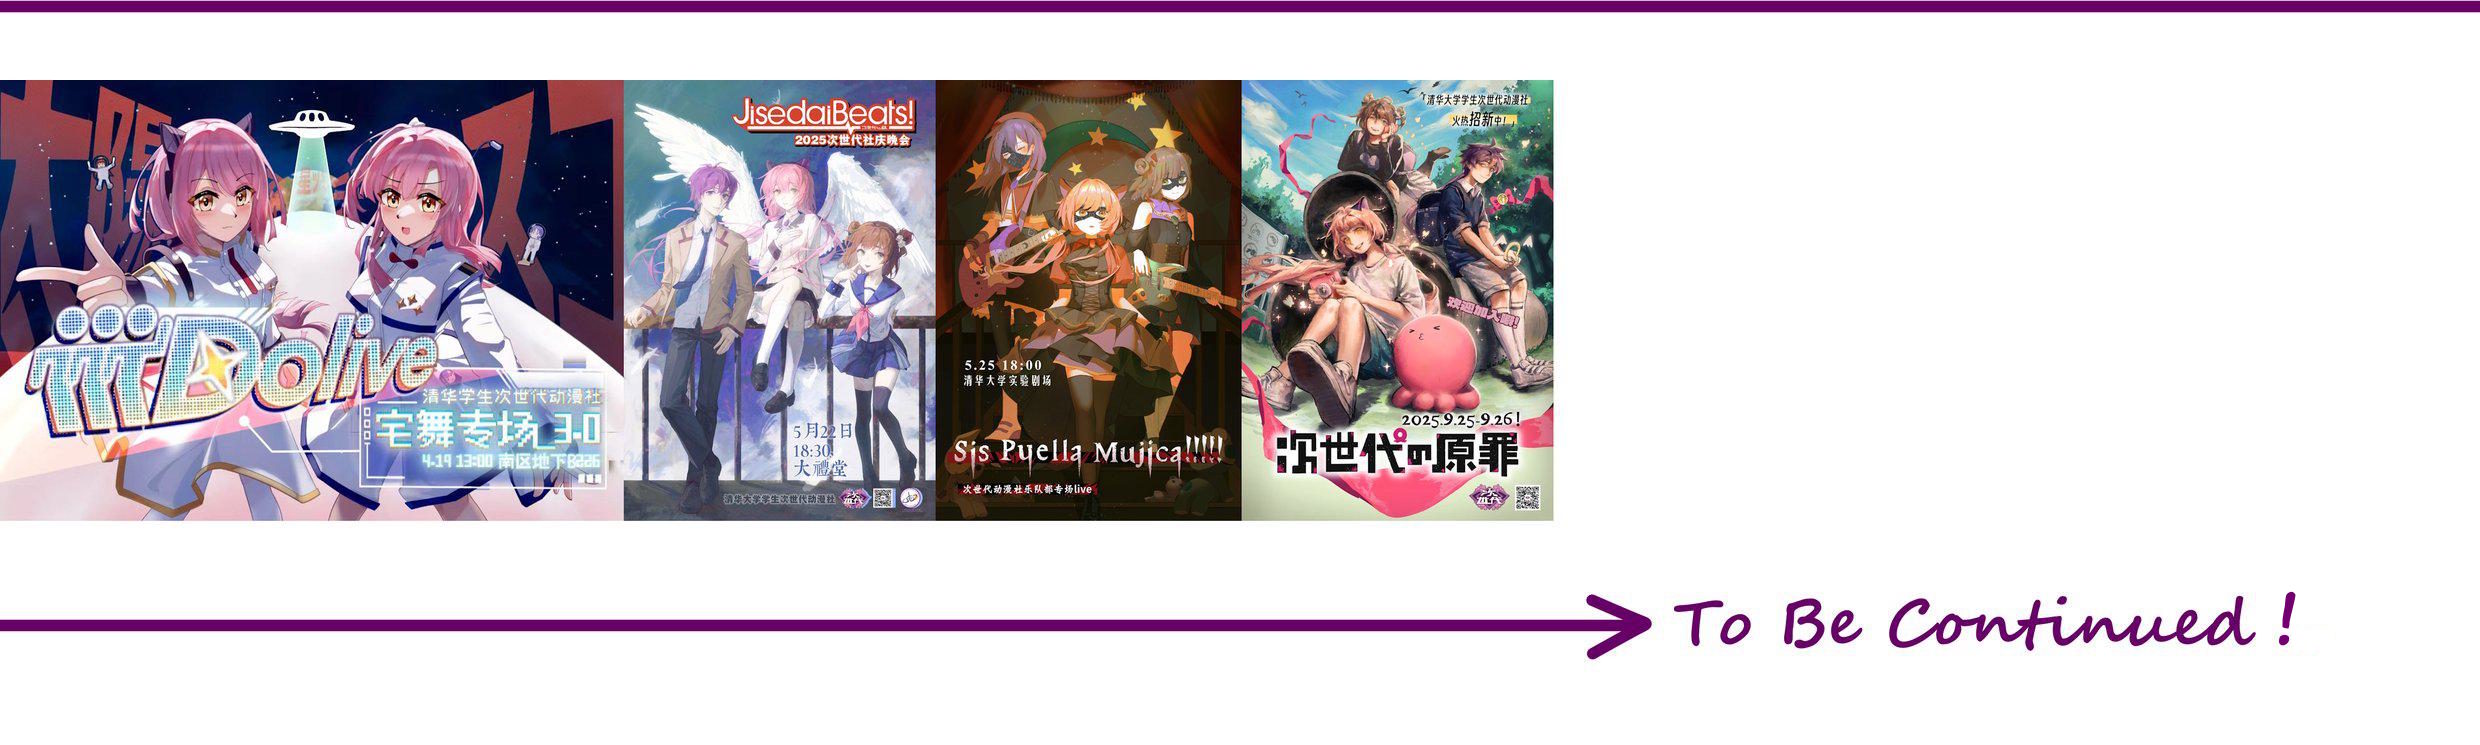 iiiDolive
清华学生次世代动漫社
宅舞专场_3.0
4.19 13:00 南区地下B226
JisedaiBeats!
2025次世代社庆晚会
5月22日
18:30,
大禮堂
清华大学学生次世代动漫社
5.25 18:00
清华大学实验剧场
Sis Puella Mujica!!!!!
次世代动漫社乐队部专场live
「清华大学学生次世代动漫社
火热招新中!」
欢迎加入喵!
2025.9.25-9.26!
次世代の原罪
To Be Continued!